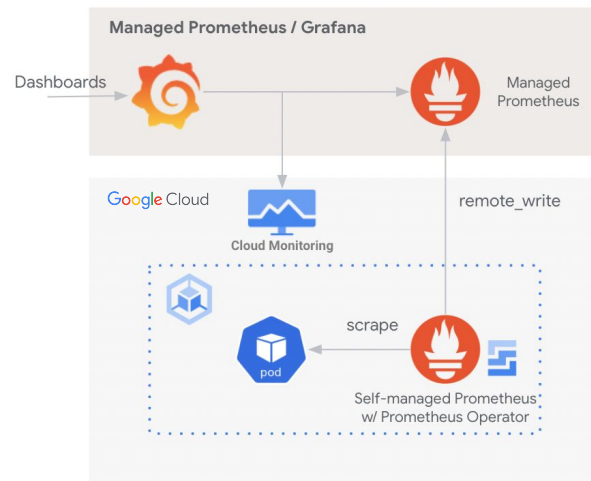 Managed Prometheus / Grafana
Dashboards
Managed
Prometheus
Google Cloud
remote_write
Cloud Monitoring
scrape
pod
Self-managed Prometheus
w/ Prometheus Operator